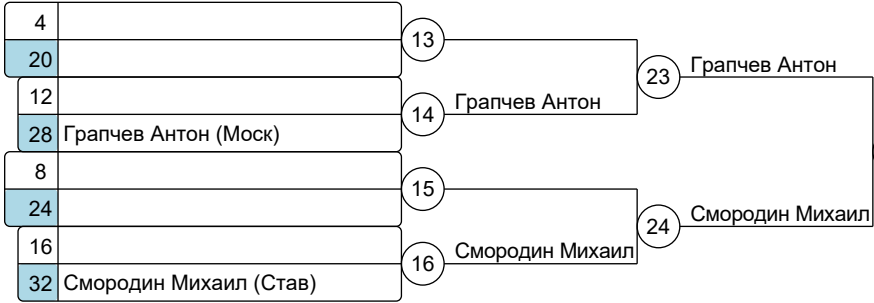 4
13
20
23 Грапчев Антон
12
14 Грапчев Антон
28 Грапчев Антон (Моск)
8
15
24
24 Смородин Михаил
16
16 Смородин Михаил
32 Смородин Михаил (Став)